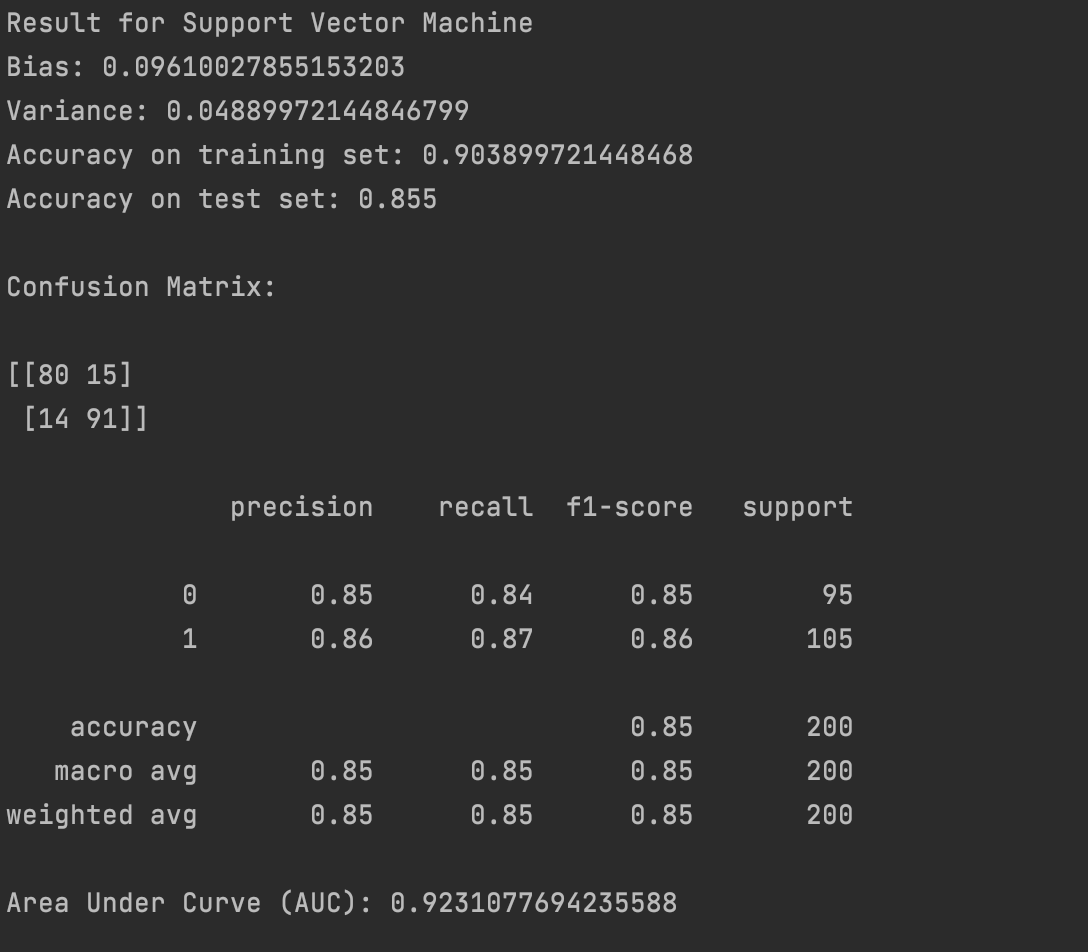 Result for Support Vector Machine
Bias: 0.09610027855153203
Variance: 0.04889972144846799
Accuracy on training set: 0.903899721448468
Accuracy on test set: 0.855
Confusion Matrix:
[[80 15]
 [14 91]]
precision recall f1-score support
0 0.85 0.84 0.85 95
1 0.86 0.87 0.86 105
accuracy 0.85 200
macro avg 0.85 0.85 0.85 200
weighted avg 0.85 0.85 0.85 200
Area Under Curve (AUC): 0.9231077694235588